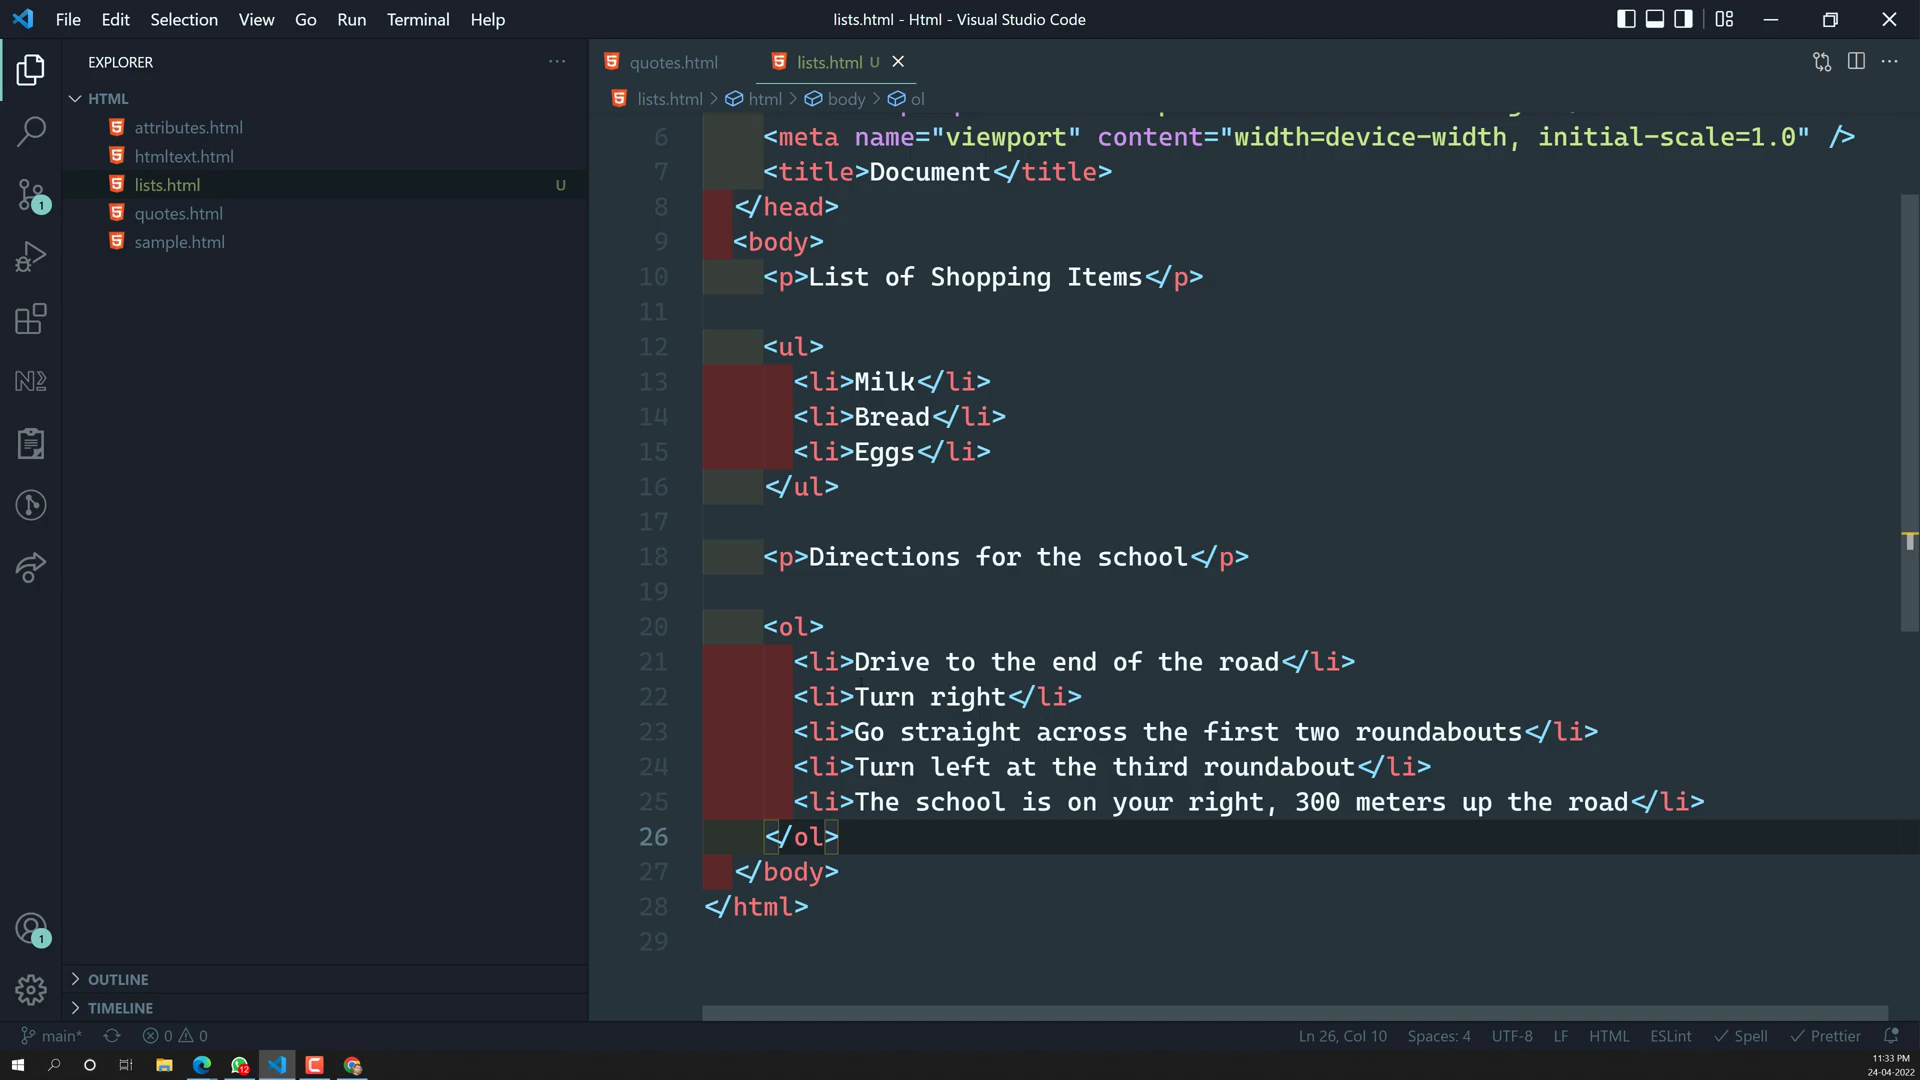 File Edit Selection View Go Run Terminal Help
lists.html - Html - Visual Studio Code
EXPLORER
HTML
attributes.html
htmltext.html
lists.html U
quotes.html
sample.html
OUTLINE
TIMELINE
quotes.html
lists.html U
lists.html > html > body > ol
6 <meta name="viewport" content="width=device-width, initial-scale=1.0" />
7 <title>Document</title>
8 </head>
9 <body>
10 <p>List of Shopping Items</p>
11
12 <ul>
13 <li>Milk</li>
14 <li>Bread</li>
15 <li>Eggs</li>
16 </ul>
17
18 <p>Directions for the school</p>
19
20 <ol>
21 <li>Drive to the end of the road</li>
22 <li>Turn right</li>
23 <li>Go straight across the first two roundabouts</li>
24 <li>Turn left at the third roundabout</li>
25 <li>The school is on your right, 300 meters up the road</li>
26 </ol>
27 </body>
28 </html>
29
1
1
main* 0 0
Ln 26, Col 10 Spaces: 4 UTF-8 LF HTML ESLint Spell Prettier
12
11:33 PM
24-04-2022